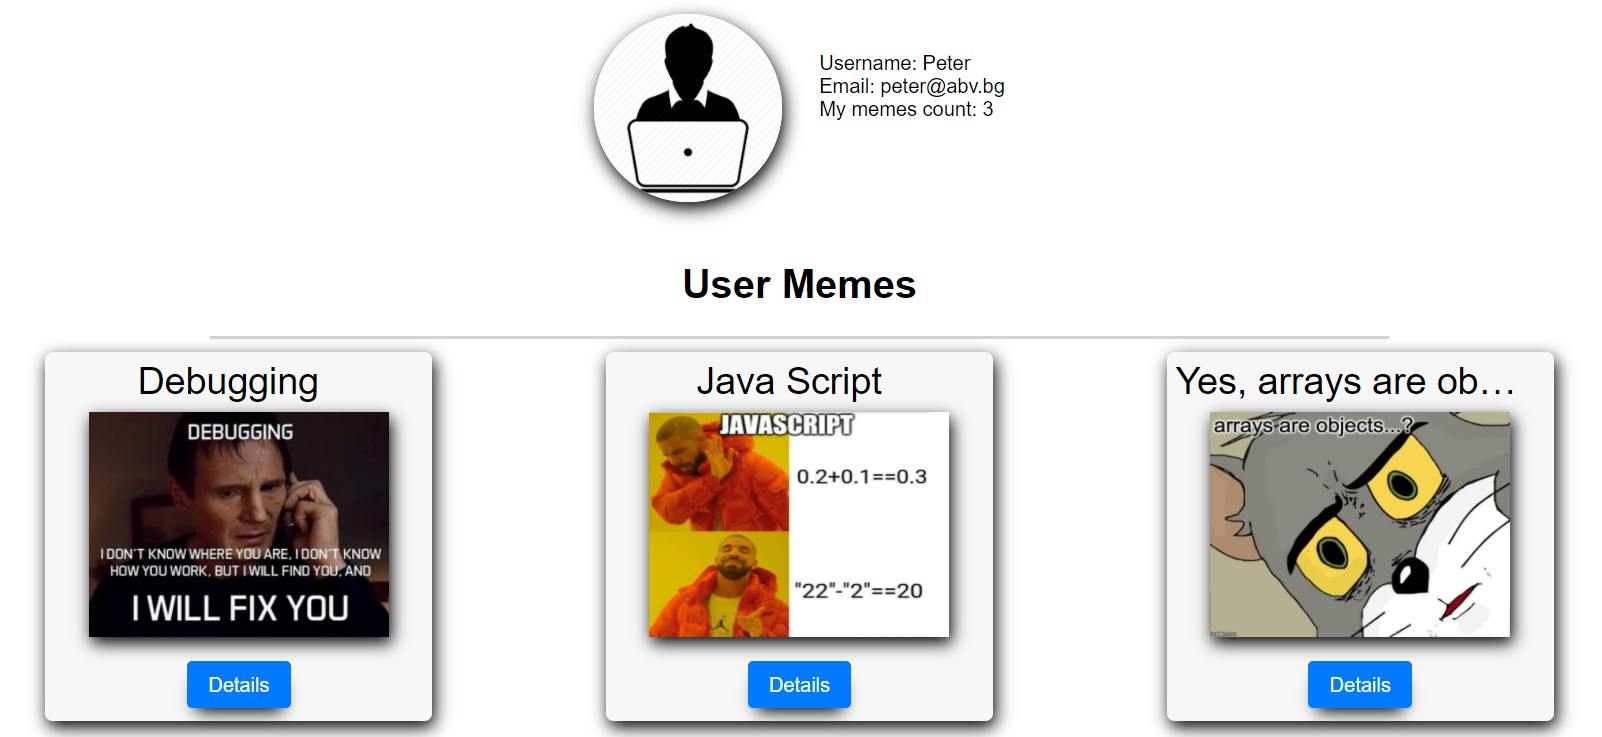 Username: Peter
Email: peter@abv.bg
My memes count: 3
User Memes
Debugging
DEBUGGING
I DON'T KNOW WHERE YOU ARE, I DON'T KNOW
HOW YOU WORK, BUT I WILL FIND YOU, AND
I WILL FIX YOU
Details
Java Script
JAVASCRIPT
0.2+0.1==0.3
"22"-"2"==20
Details
Yes, arrays are ob…
arrays are objects...?
Details